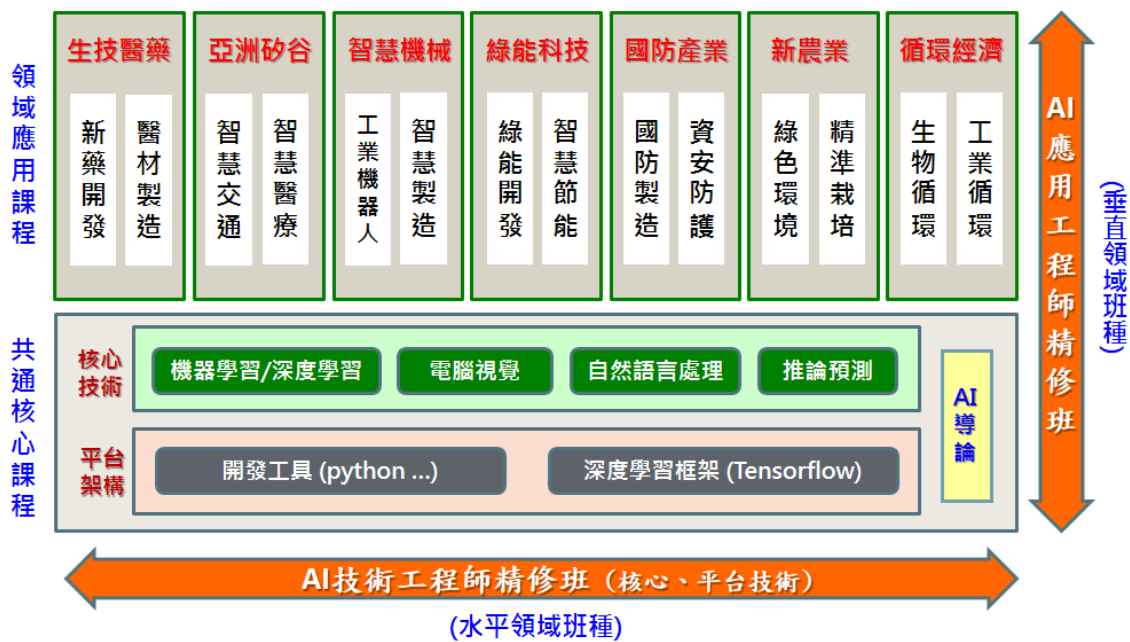 領域應用課程
生技醫藥
新藥開發
醫材製造
亞洲矽谷
智慧交通
智慧醫療
智慧機械
工業機器人
智慧製造
綠能科技
綠能開發
智慧節能
國防產業
國防製造
資安防護
新農業
綠色環境
精準栽培
循環經濟
生物循環
工業循環
AI應用工程師精修班
(垂直領域班種)
共通核心課程
核心
技術
機器學習/深度學習
電腦視覺
自然語言處理
推論預測
平台
架構
開發工具 (python ...)
深度學習框架 (Tensorflow)
AI導論
AI技術工程師精修班（核心、平台技術）
(水平領域班種)